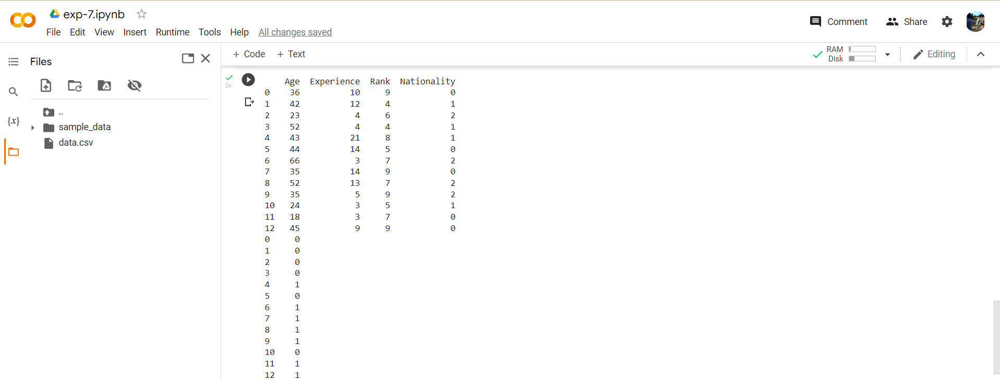 exp-7.ipynb
File Edit View Insert Runtime Tools Help All changes saved
Comment Share
Files
+ Code + Text
RAM
Disk
Editing
..
{x}
sample_data
data.csv
2s
Age Experience Rank Nationality
0 36 10 9 0
1 42 12 4 1
2 23 4 6 2
3 52 4 4 1
4 43 21 8 1
5 44 14 5 0
6 66 3 7 2
7 35 14 9 0
8 52 13 7 2
9 35 5 9 2
10 24 3 5 1
11 18 3 7 0
12 45 9 9 0
0 0
1 0
2 0
3 0
4 1
5 0
6 1
7 1
8 1
9 1
10 0
11 1
12 1